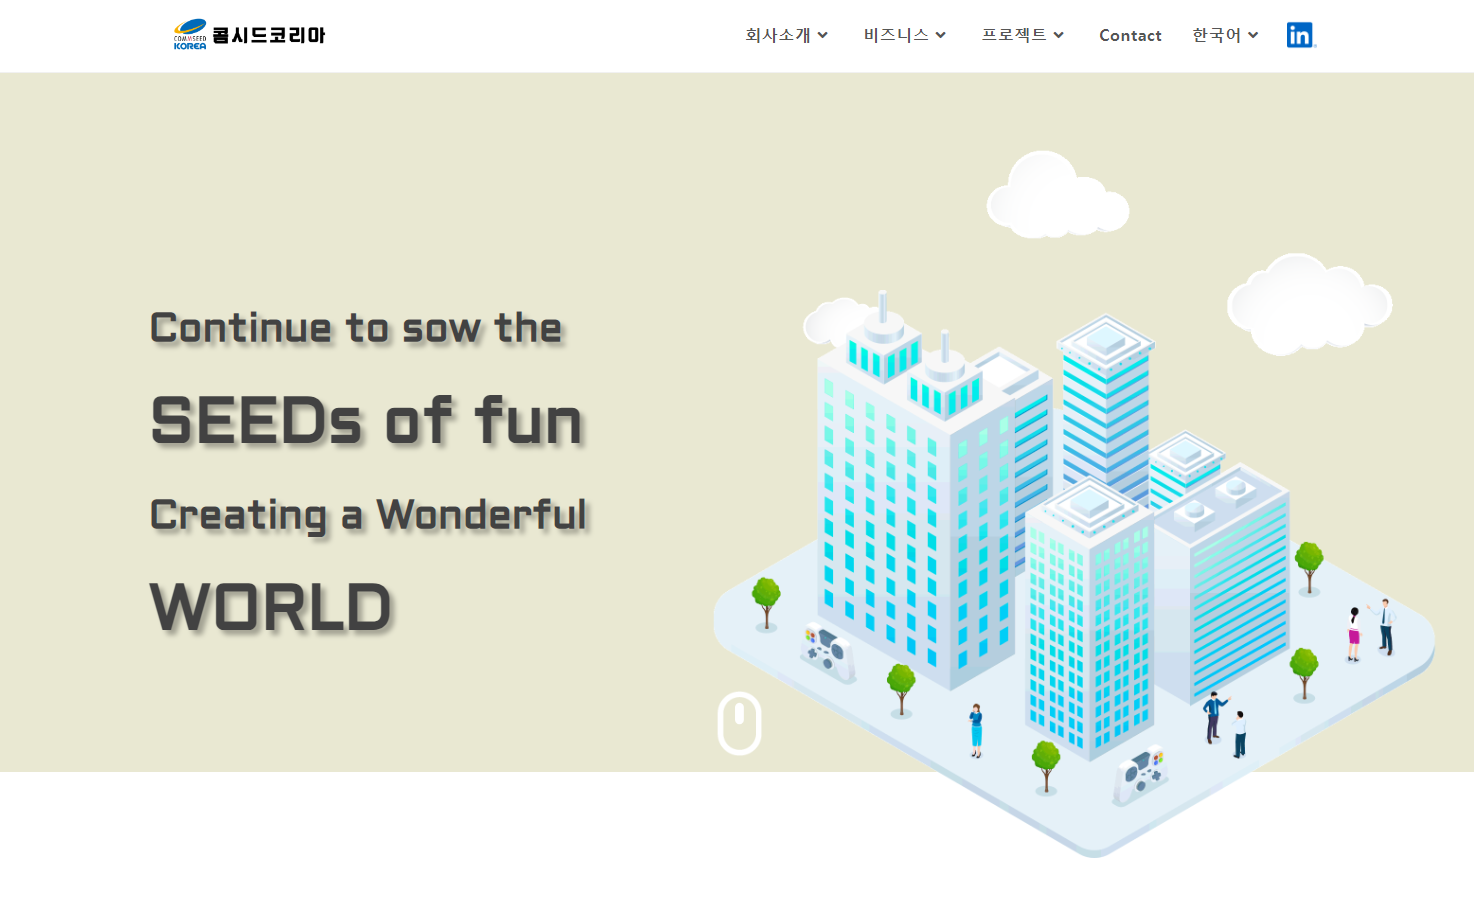 COMMSEED
KOREA
콤시드코리아
회사소개
비즈니스
프로젝트
Contact
한국어
in
Continue to sow the
SEEDs of fun
Creating a Wonderful
WORLD